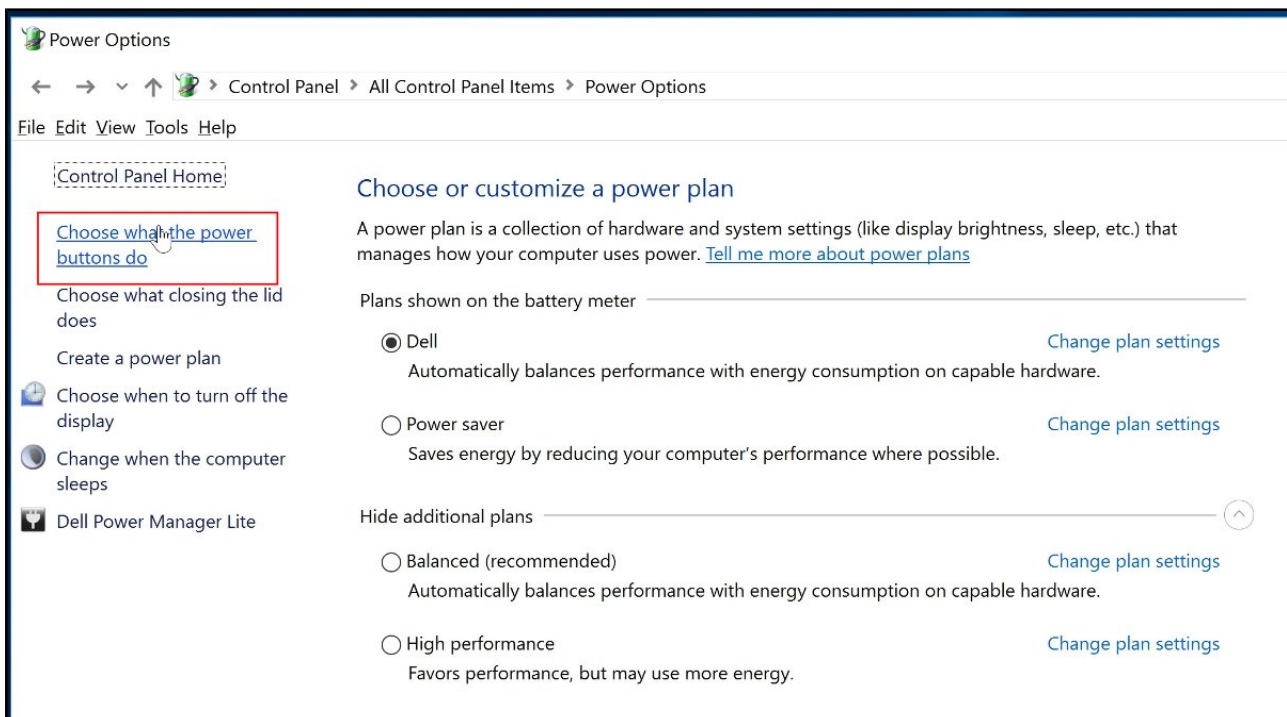 Power Options
Control Panel > All Control Panel Items > Power Options
File Edit View Tools Help
Control Panel Home
Choose what the power
buttons do
Choose what closing the lid
does
Create a power plan
Choose when to turn off the
display
Change when the computer
sleeps
Dell Power Manager Lite
Choose or customize a power plan
A power plan is a collection of hardware and system settings (like display brightness, sleep, etc.) that
manages how your computer uses power. Tell me more about power plans
Plans shown on the battery meter
Dell Change plan settings
Automatically balances performance with energy consumption on capable hardware.
Power saver Change plan settings
Saves energy by reducing your computer's performance where possible.
Hide additional plans
Balanced (recommended) Change plan settings
Automatically balances performance with energy consumption on capable hardware.
High performance Change plan settings
Favors performance, but may use more energy.